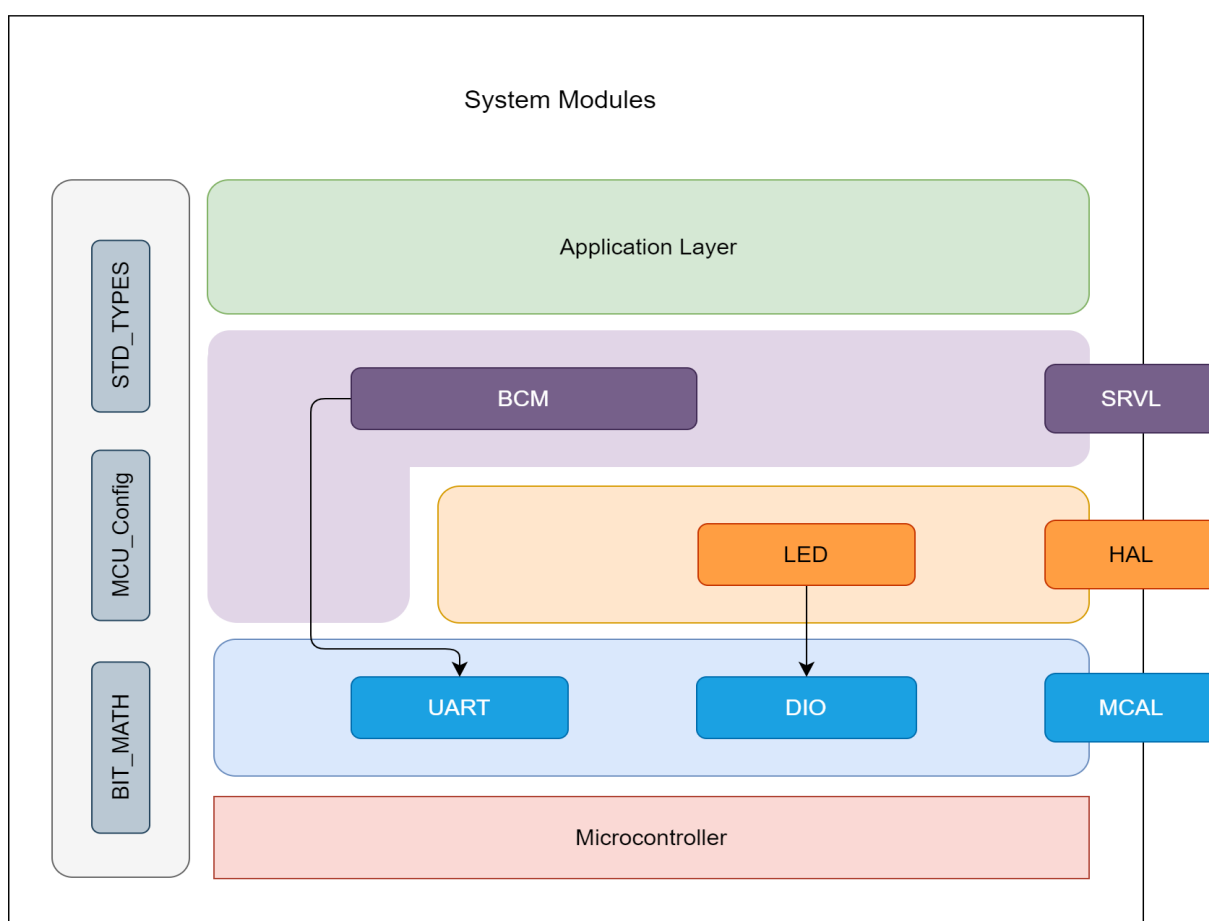 System Modules
Application Layer
STD_TYPES
BCM
SRVL
MCU_Config
LED
HAL
BIT_MATH
UART
DIO
MCAL
Microcontroller